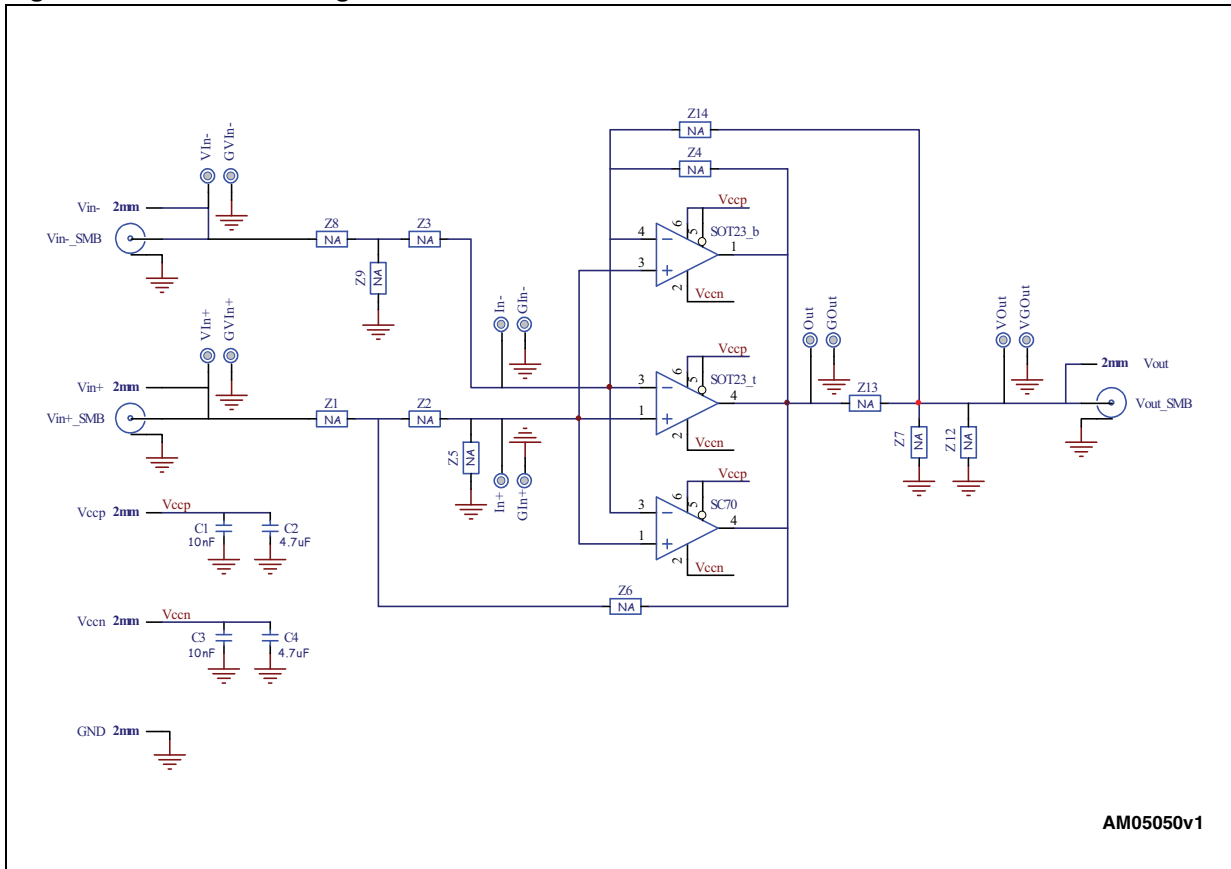 Z14
NA
Z4
NA
VIn-
GVIn-
Vin- 2mm
Vin-_SMB
Z8
NA
Z3
NA
Z9
NA
Vccp
6
5
SOT23_b
4
3
1
2
Vccn
In-
GIn-
VIn+
GVIn+
Vin+ 2mm
Vin+_SMB
Z1
NA
Z2
NA
Z5
NA
In+
GIn+
Vccp
6
5
SOT23_t
3
1
4
2
Vccn
Out
GOut
Z13
NA
Z7
NA
Z12
NA
VOut
VGOut
2mm Vout
Vout_SMB
Vccp
6
5
SC70
3
1
4
2
Vccn
Z6
NA
Vccp 2mm Vccp
C1
10nF
C2
4.7uF
Vccn 2mm Vccn
C3
10nF
C4
4.7uF
GND 2mm
AM05050v1